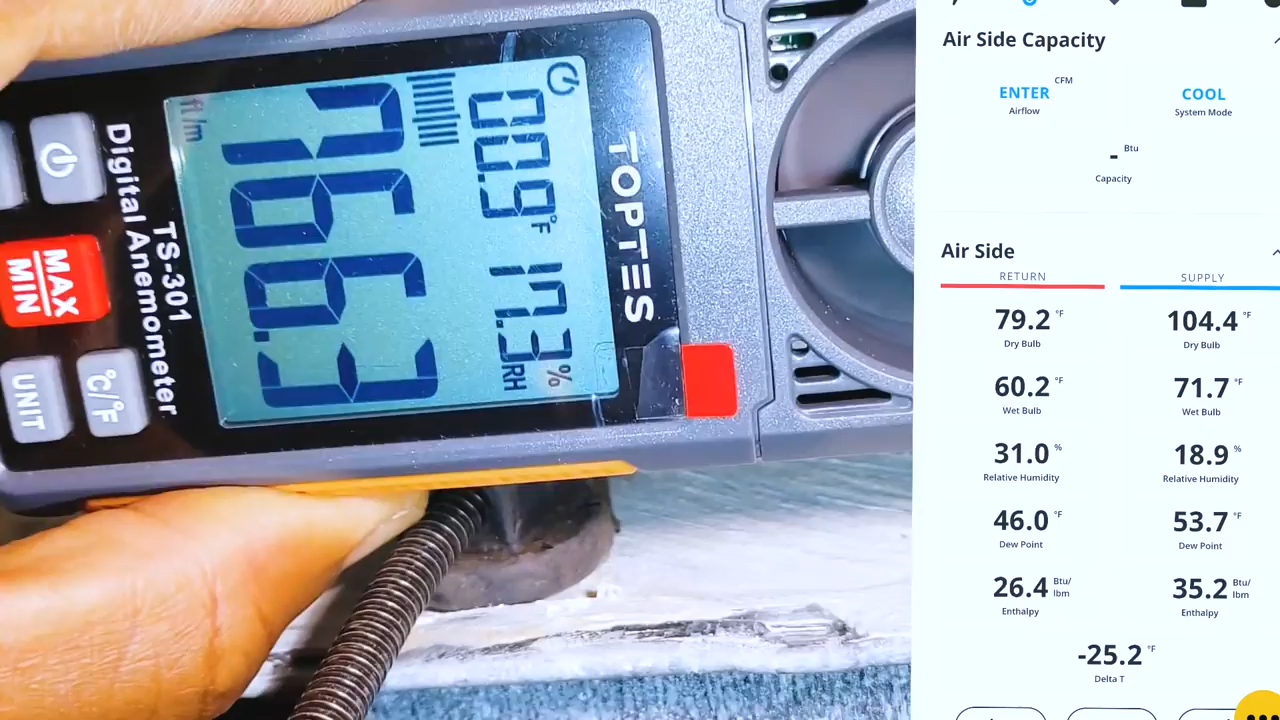 TOPTES
80.9 °F 17.3 % RH
766.3
ft/m
TS-301
Digital Anemometer
MAX
MIN
°C/°F
UNIT
Air Side Capacity
ENTER CFM
Airflow
COOL
System Mode
- Btu
Capacity
Air Side
RETURN SUPPLY
79.2 °F 104.4 °F
Dry Bulb Dry Bulb
60.2 °F 71.7 °F
Wet Bulb Wet Bulb
31.0 % 18.9 %
Relative Humidity Relative Humidity
46.0 °F 53.7 °F
Dew Point Dew Point
26.4 Btu/lbm 35.2 Btu/lbm
Enthalpy Enthalpy
-25.2 °F
Delta T